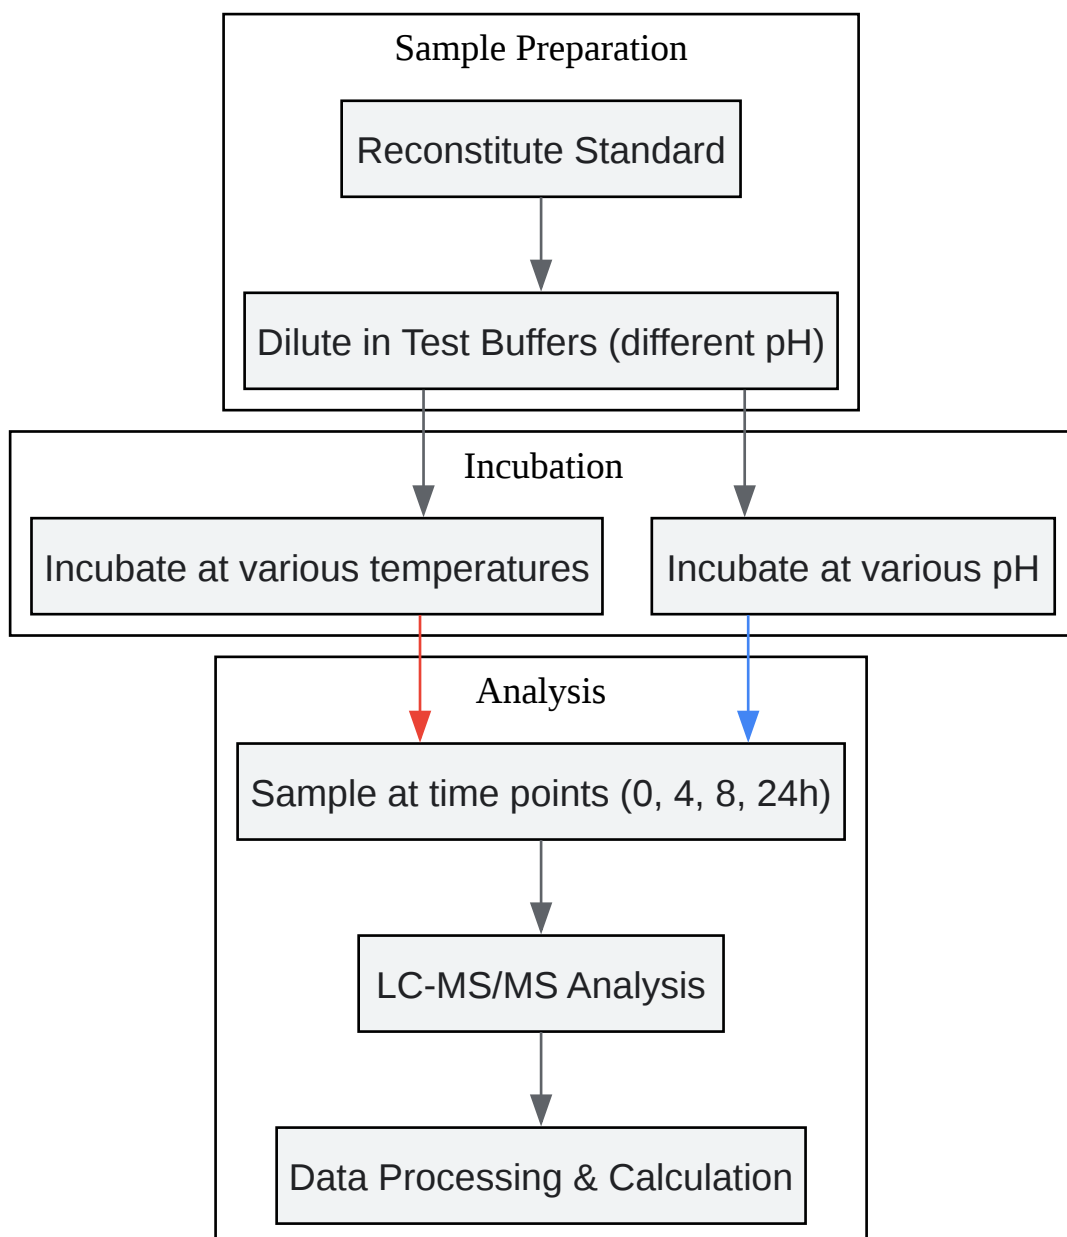 Sample Preparation
Reconstitute Standard
Dilute in Test Buffers (different pH)
Incubation
Incubate at various temperatures
Incubate at various pH
Analysis
Sample at time points (0, 4, 8, 24h)
LC-MS/MS Analysis
Data Processing & Calculation